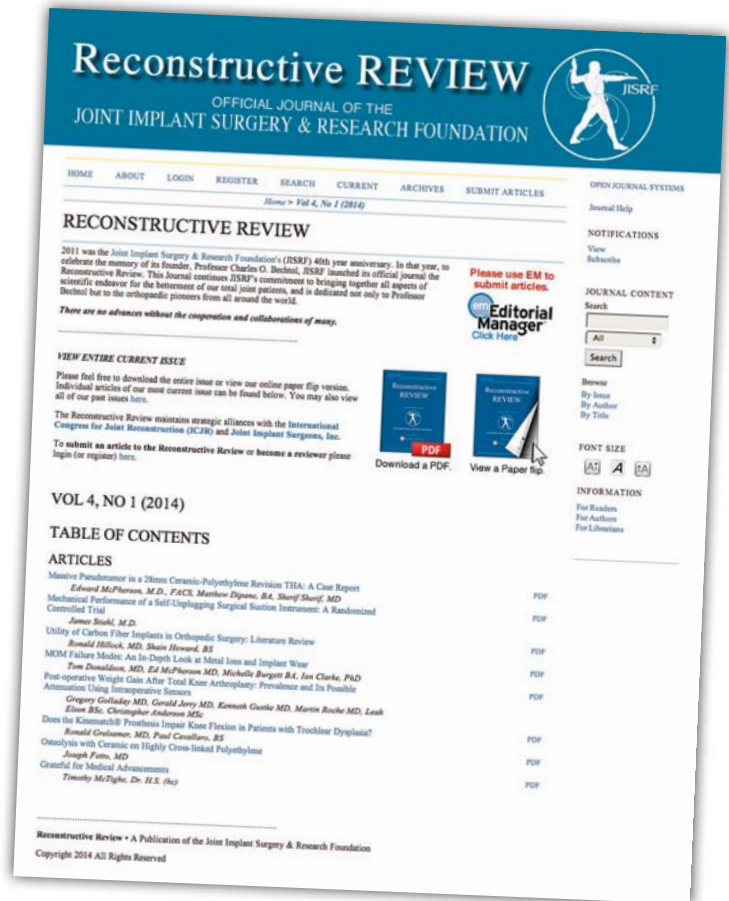 Reconstructive REVIEW
OFFICIAL JOURNAL OF THE
JOINT IMPLANT SURGERY & RESEARCH FOUNDATION
JISRF
HOME ABOUT LOGIN REGISTER SEARCH CURRENT ARCHIVES SUBMIT ARTICLES
Home > Vol 4, No 1 (2014)
RECONSTRUCTIVE REVIEW
2011 was the Joint Implant Surgery & Research Foundation's (JISRF) 40th year anniversary. In that year, to
celebrate the memory of its founder, Professor Charles O. Bechtol, JISRF launched its official journal the
Reconstructive Review. This Journal continues JISRF's commitment to bringing together all aspects of
scientific endeavor for the betterment of our total joint patients, and is dedicated not only to Professor
Bechtol but to the orthopaedic pioneers from all around the world.
There are no advances without the cooperation and collaborations of many.
Please use EM to
submit articles.
em Editorial
Manager
Click Here
VIEW ENTIRE CURRENT ISSUE
Please feel free to download the entire issue or view our online paper flip version.
Individual articles of our most current issue can be found below. You may also view
all of our past issues here.
The Reconstructive Review maintains strategic alliances with the International
Congress for Joint Reconstruction (ICJR) and Joint Implant Surgeons, Inc.
To submit an article to the Reconstructive Review or become a reviewer please
login (or register) here.
Reconstructive
REVIEW
PDF
Download a PDF.
Reconstructive
REVIEW
View a Paper flip.
VOL 4, NO 1 (2014)
TABLE OF CONTENTS
ARTICLES
Massive Pseudotumor in a 28mm Ceramic-Polyethylene Revision THA: A Case Report PDF
Edward McPherson, M.D., FACS, Matthew Dipane, BA, Sherif Sherif, MD
Mechanical Performance of a Self-Unplugging Surgical Suction Instrument: A Randomized
Controlled Trial PDF
James Stiehl, M.D.
Utility of Carbon Fiber Implants in Orthopedic Surgery: Literature Review PDF
Ronald Hillock, MD, Shain Howard, BS
MOM Failure Modes: An In-Depth Look at Metal Ions and Implant Wear PDF
Tom Donaldson, MD, Ed McPherson MD, Michelle Burgett BA, Ian Clarke, PhD
Post-operative Weight Gain After Total Knee Arthroplasty: Prevalence and Its Possible
Attenuation Using Intraoperative Sensors PDF
Gregory Golladay MD, Gerald Jerry MD, Kenneth Gustke MD, Martin Roche MD, Leah
Elson BSc, Christopher Anderson MSc
Does the Kinematch® Prosthesis Impair Knee Flexion in Patients with Trochlear Dysplasia? PDF
Ronald Grelsamer, MD, Paul Cavallaro, BS
Osteolysis with Ceramic on Highly Cross-linked Polyethylene PDF
Joseph Fetto, MD
Grateful for Medical Advancements PDF
Timothy McTighe, Dr. H.S. (hc)
Reconstructive Review • A Publication of the Joint Implant Surgery & Research Foundation
Copyright 2014 All Rights Reserved
OPEN JOURNAL SYSTEMS
Journal Help
NOTIFICATIONS
View
Subscribe
JOURNAL CONTENT
Search
All
Search
Browse
By Issue
By Author
By Title
FONT SIZE
A A A
INFORMATION
For Readers
For Authors
For Librarians